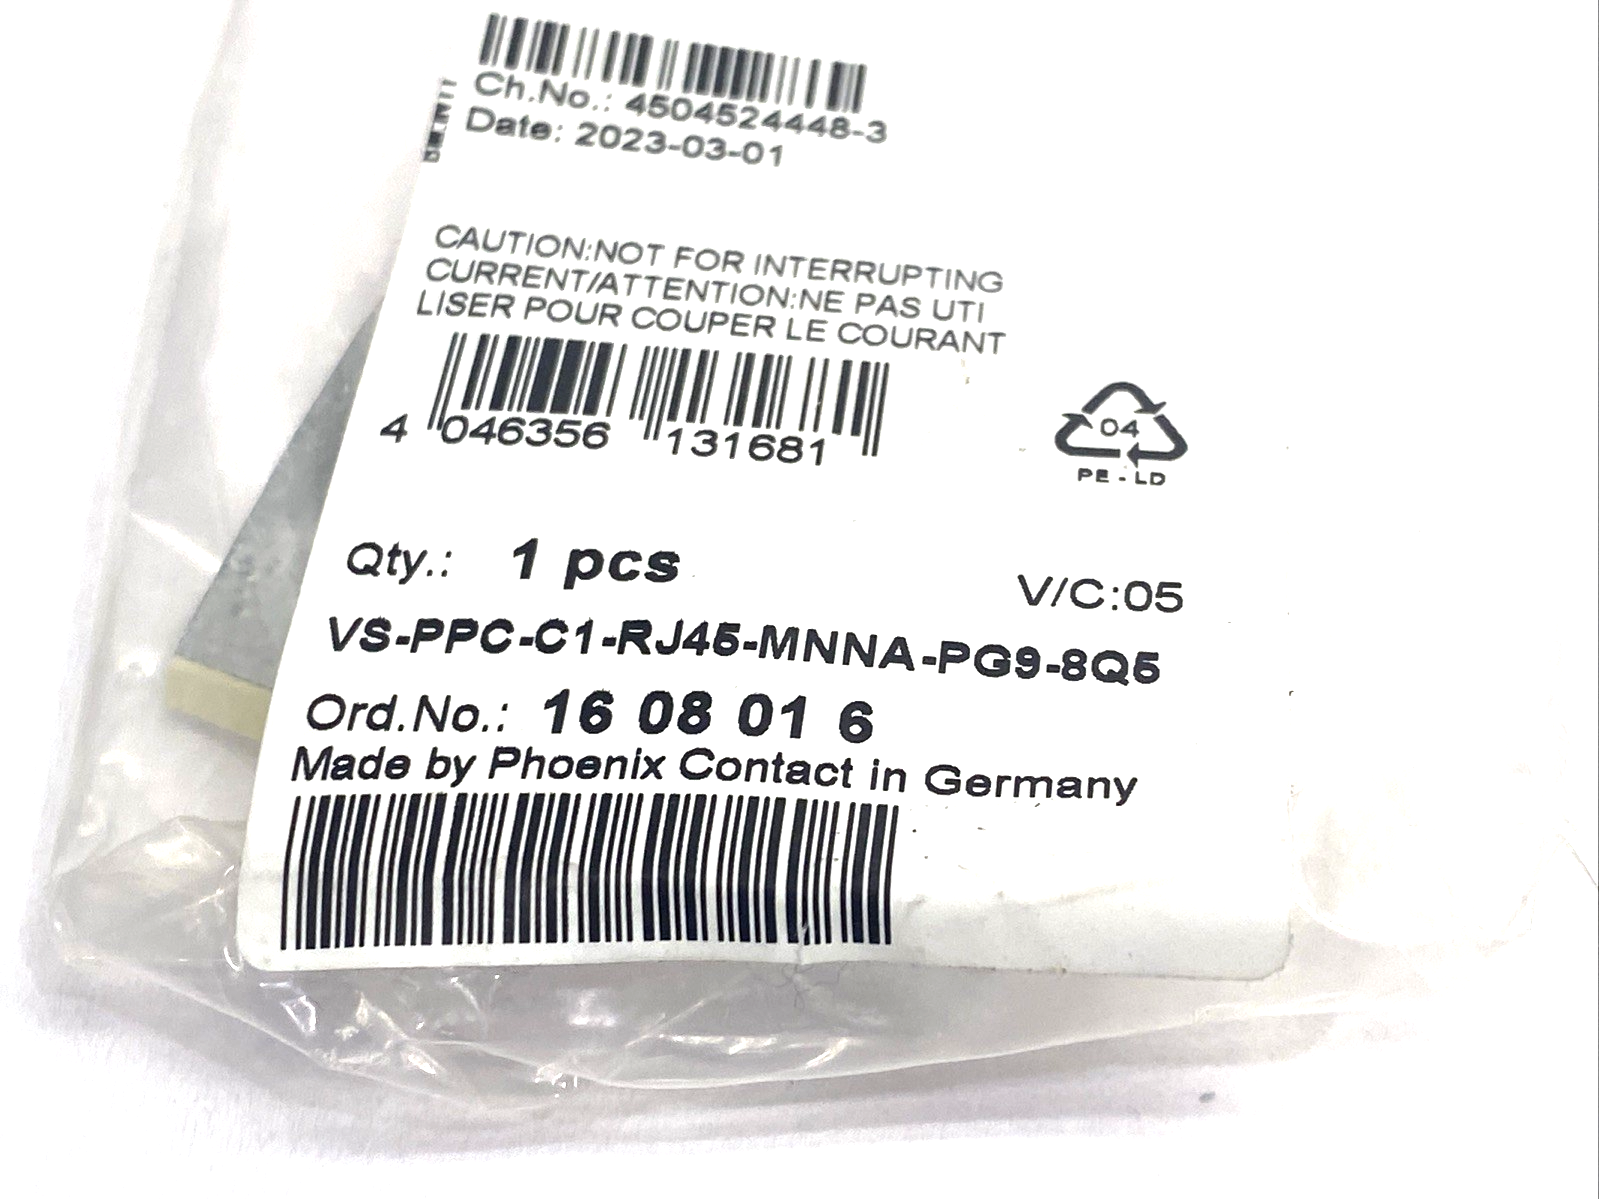 Ch.No.: 4504524448-3
Date: 2023-03-01
CAUTION:NOT FOR INTERRUPTING
CURRENT/ATTENTION:NE PAS UTI
LISER POUR COUPER LE COURANT
4 046356 131681
04
PE - LD
Qty.: 1 pcs
V/C:05
VS-PPC-C1-RJ45-MNNA-PG9-8Q5
Ord.No.: 16 08 01 6
Made by Phoenix Contact in Germany